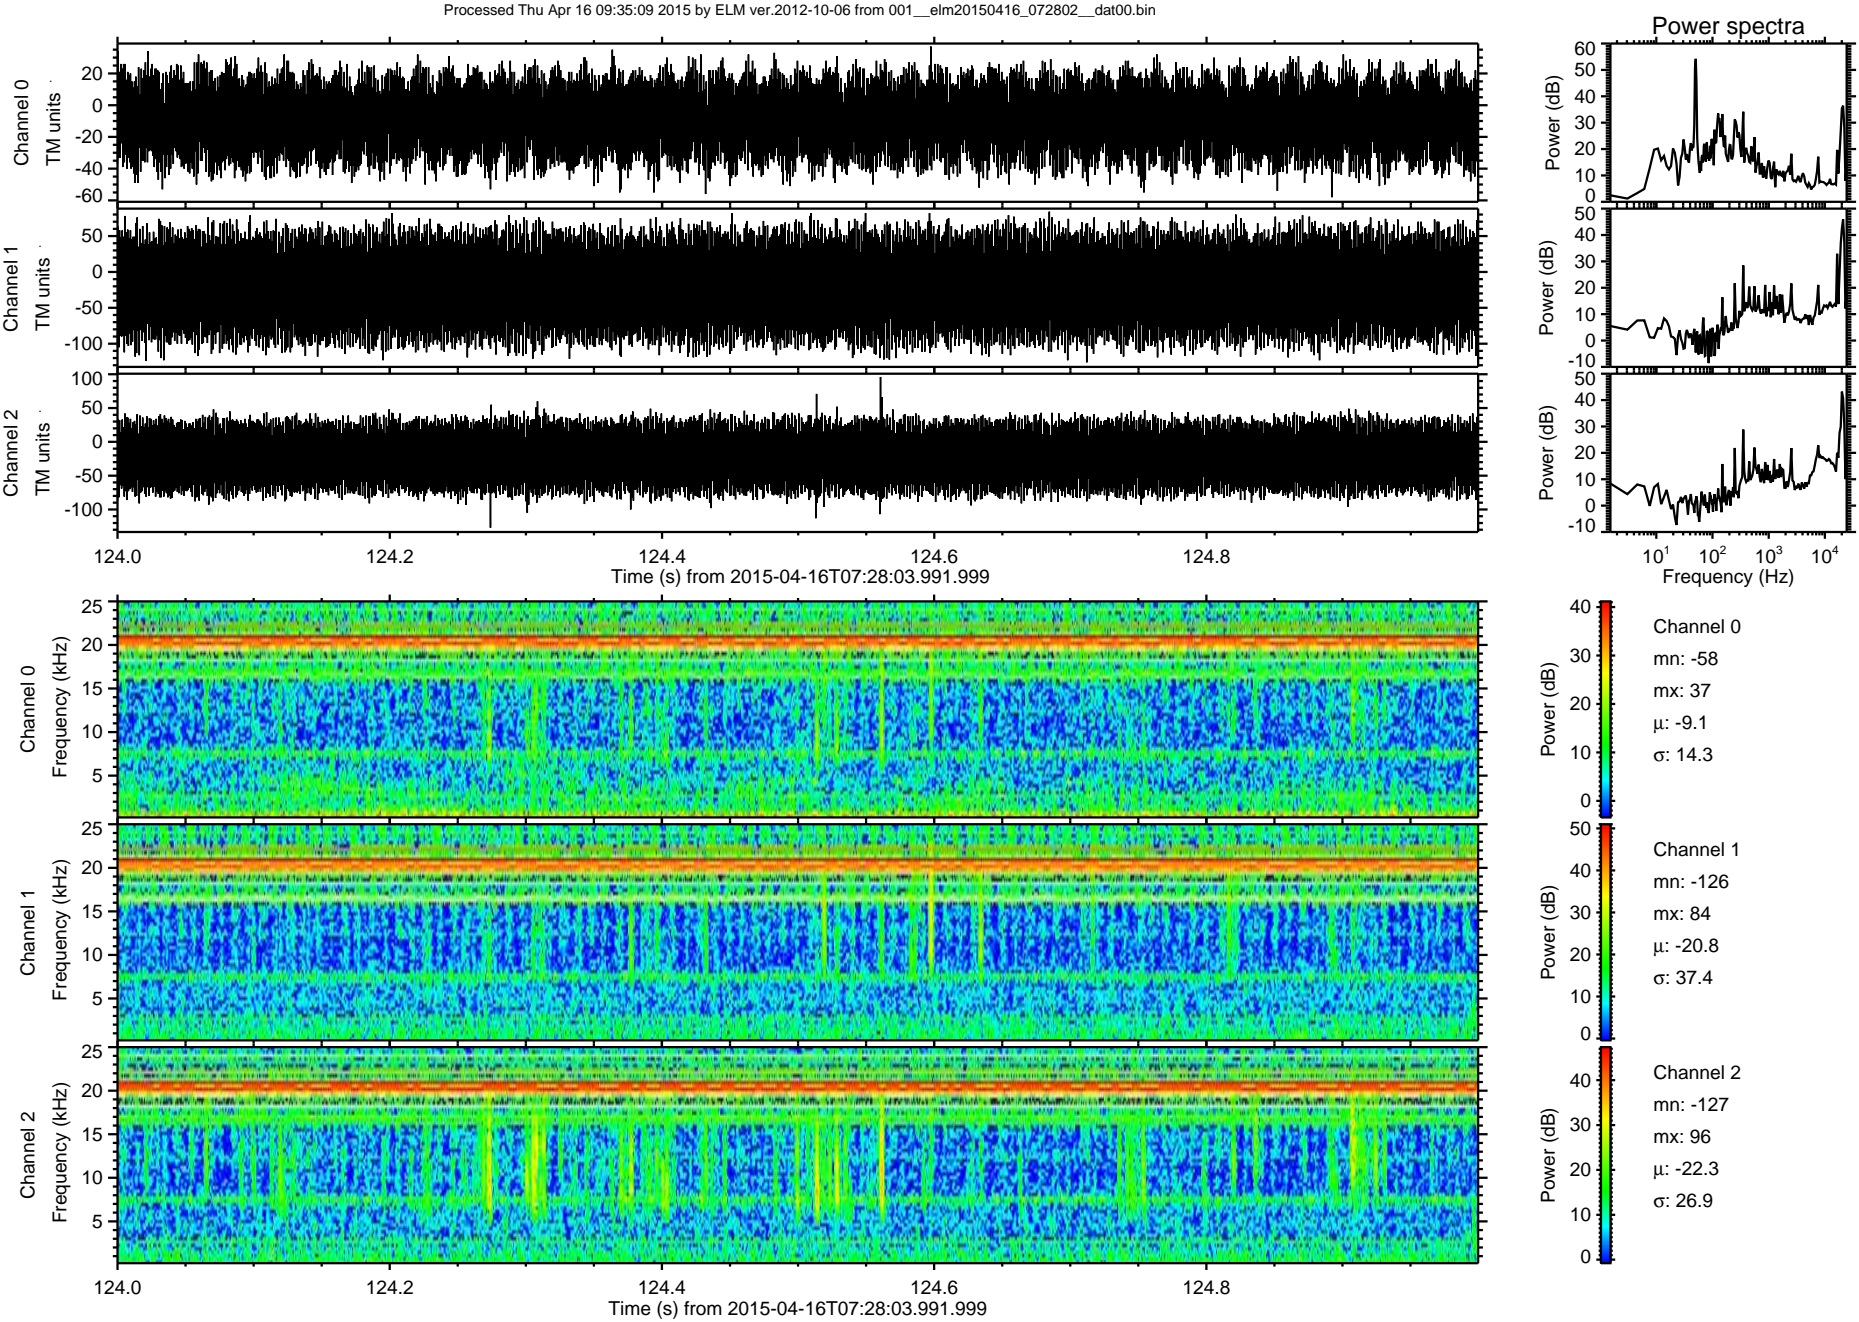 Processed Thu Apr 16 09:35:09 2015 by ELM ver.2012-10-06 from 001__elm20150416_072802__dat00.bin
Power spectra
Channel 0
TM units
20
0
-20
-40
-60
Power (dB)
60
50
40
30
20
10
0
Channel 1
TM units
50
0
-50
-100
Power (dB)
50
40
30
20
10
0
-10
Channel 2
TM units
100
50
0
-50
-100
Power (dB)
50
40
30
20
10
0
-10
124.0 124.2 124.4 124.6 124.8
Time (s) from 2015-04-16T07:28:03.991.999
10^1 10^2 10^3 10^4
Frequency (Hz)
Channel 0
Frequency (kHz)
25
20
15
10
5
Power (dB)
40
30
20
10
0
Channel 0
mn: -58
mx: 37
μ: -9.1
σ: 14.3
Channel 1
Frequency (kHz)
25
20
15
10
5
Power (dB)
50
40
30
20
10
0
Channel 1
mn: -126
mx: 84
μ: -20.8
σ: 37.4
Channel 2
Frequency (kHz)
25
20
15
10
5
Power (dB)
40
30
20
10
0
Channel 2
mn: -127
mx: 96
μ: -22.3
σ: 26.9
124.0 124.2 124.4 124.6 124.8
Time (s) from 2015-04-16T07:28:03.991.999